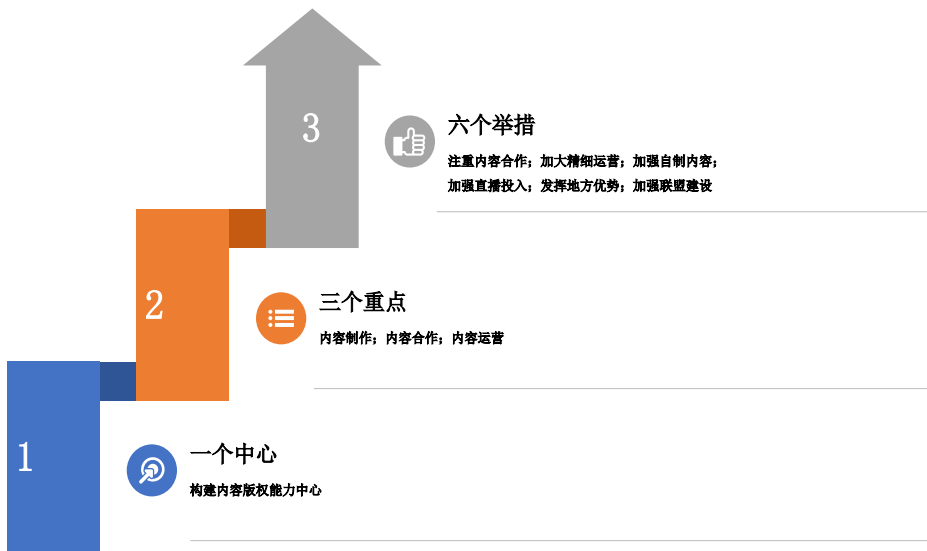 3
六个举措
注重内容合作；加大精细运营；加强自制内容；
加强直播投入；发挥地方优势；加强联盟建设
2
三个重点
内容制作；内容合作；内容运营
1
一个中心
构建内容版权能力中心